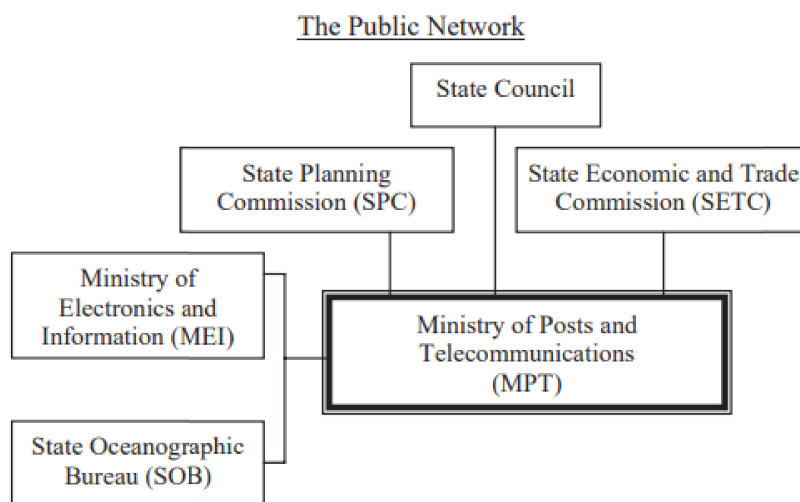 The Public Network
State Council
State Planning
Commission (SPC)
State Economic and Trade
Commission (SETC)
Ministry of
Electronics and
Information (MEI)
Ministry of Posts and
Telecommunications
(MPT)
State Oceanographic
Bureau (SOB)